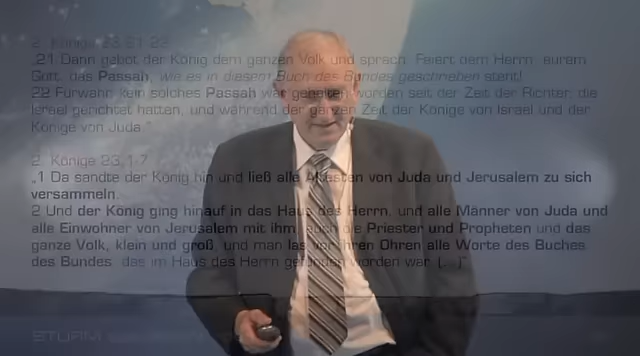 2. Könige 23,21-23
„21 Dann gebot der König dem ganzen Volk und sprach: Feiert dem Herrn, eurem
Gott, das Passah, wie es in diesem Buch des Bundes geschrieben steht!
22 Fürwahr, kein solches Passah war gehalten worden seit der Zeit der Richter, die
Israel gerichtet hatten, und während der ganzen Zeit der Könige von Israel und der
Könige von Juda."
2. Könige 23,1-7
„1 Da sandte der König hin und ließ alle Ältesten von Juda und Jerusalem zu sich
versammeln.
2 Und der König ging hinauf in das Haus des Herrn, und alle Männer von Juda und
alle Einwohner von Jerusalem mit ihm, auch die Priester und Propheten und das
ganze Volk, klein und groß, und man las vor ihren Ohren alle Worte des Buches
des Bundes, das im Haus des Herrn gefunden worden war. (...)"
STURM